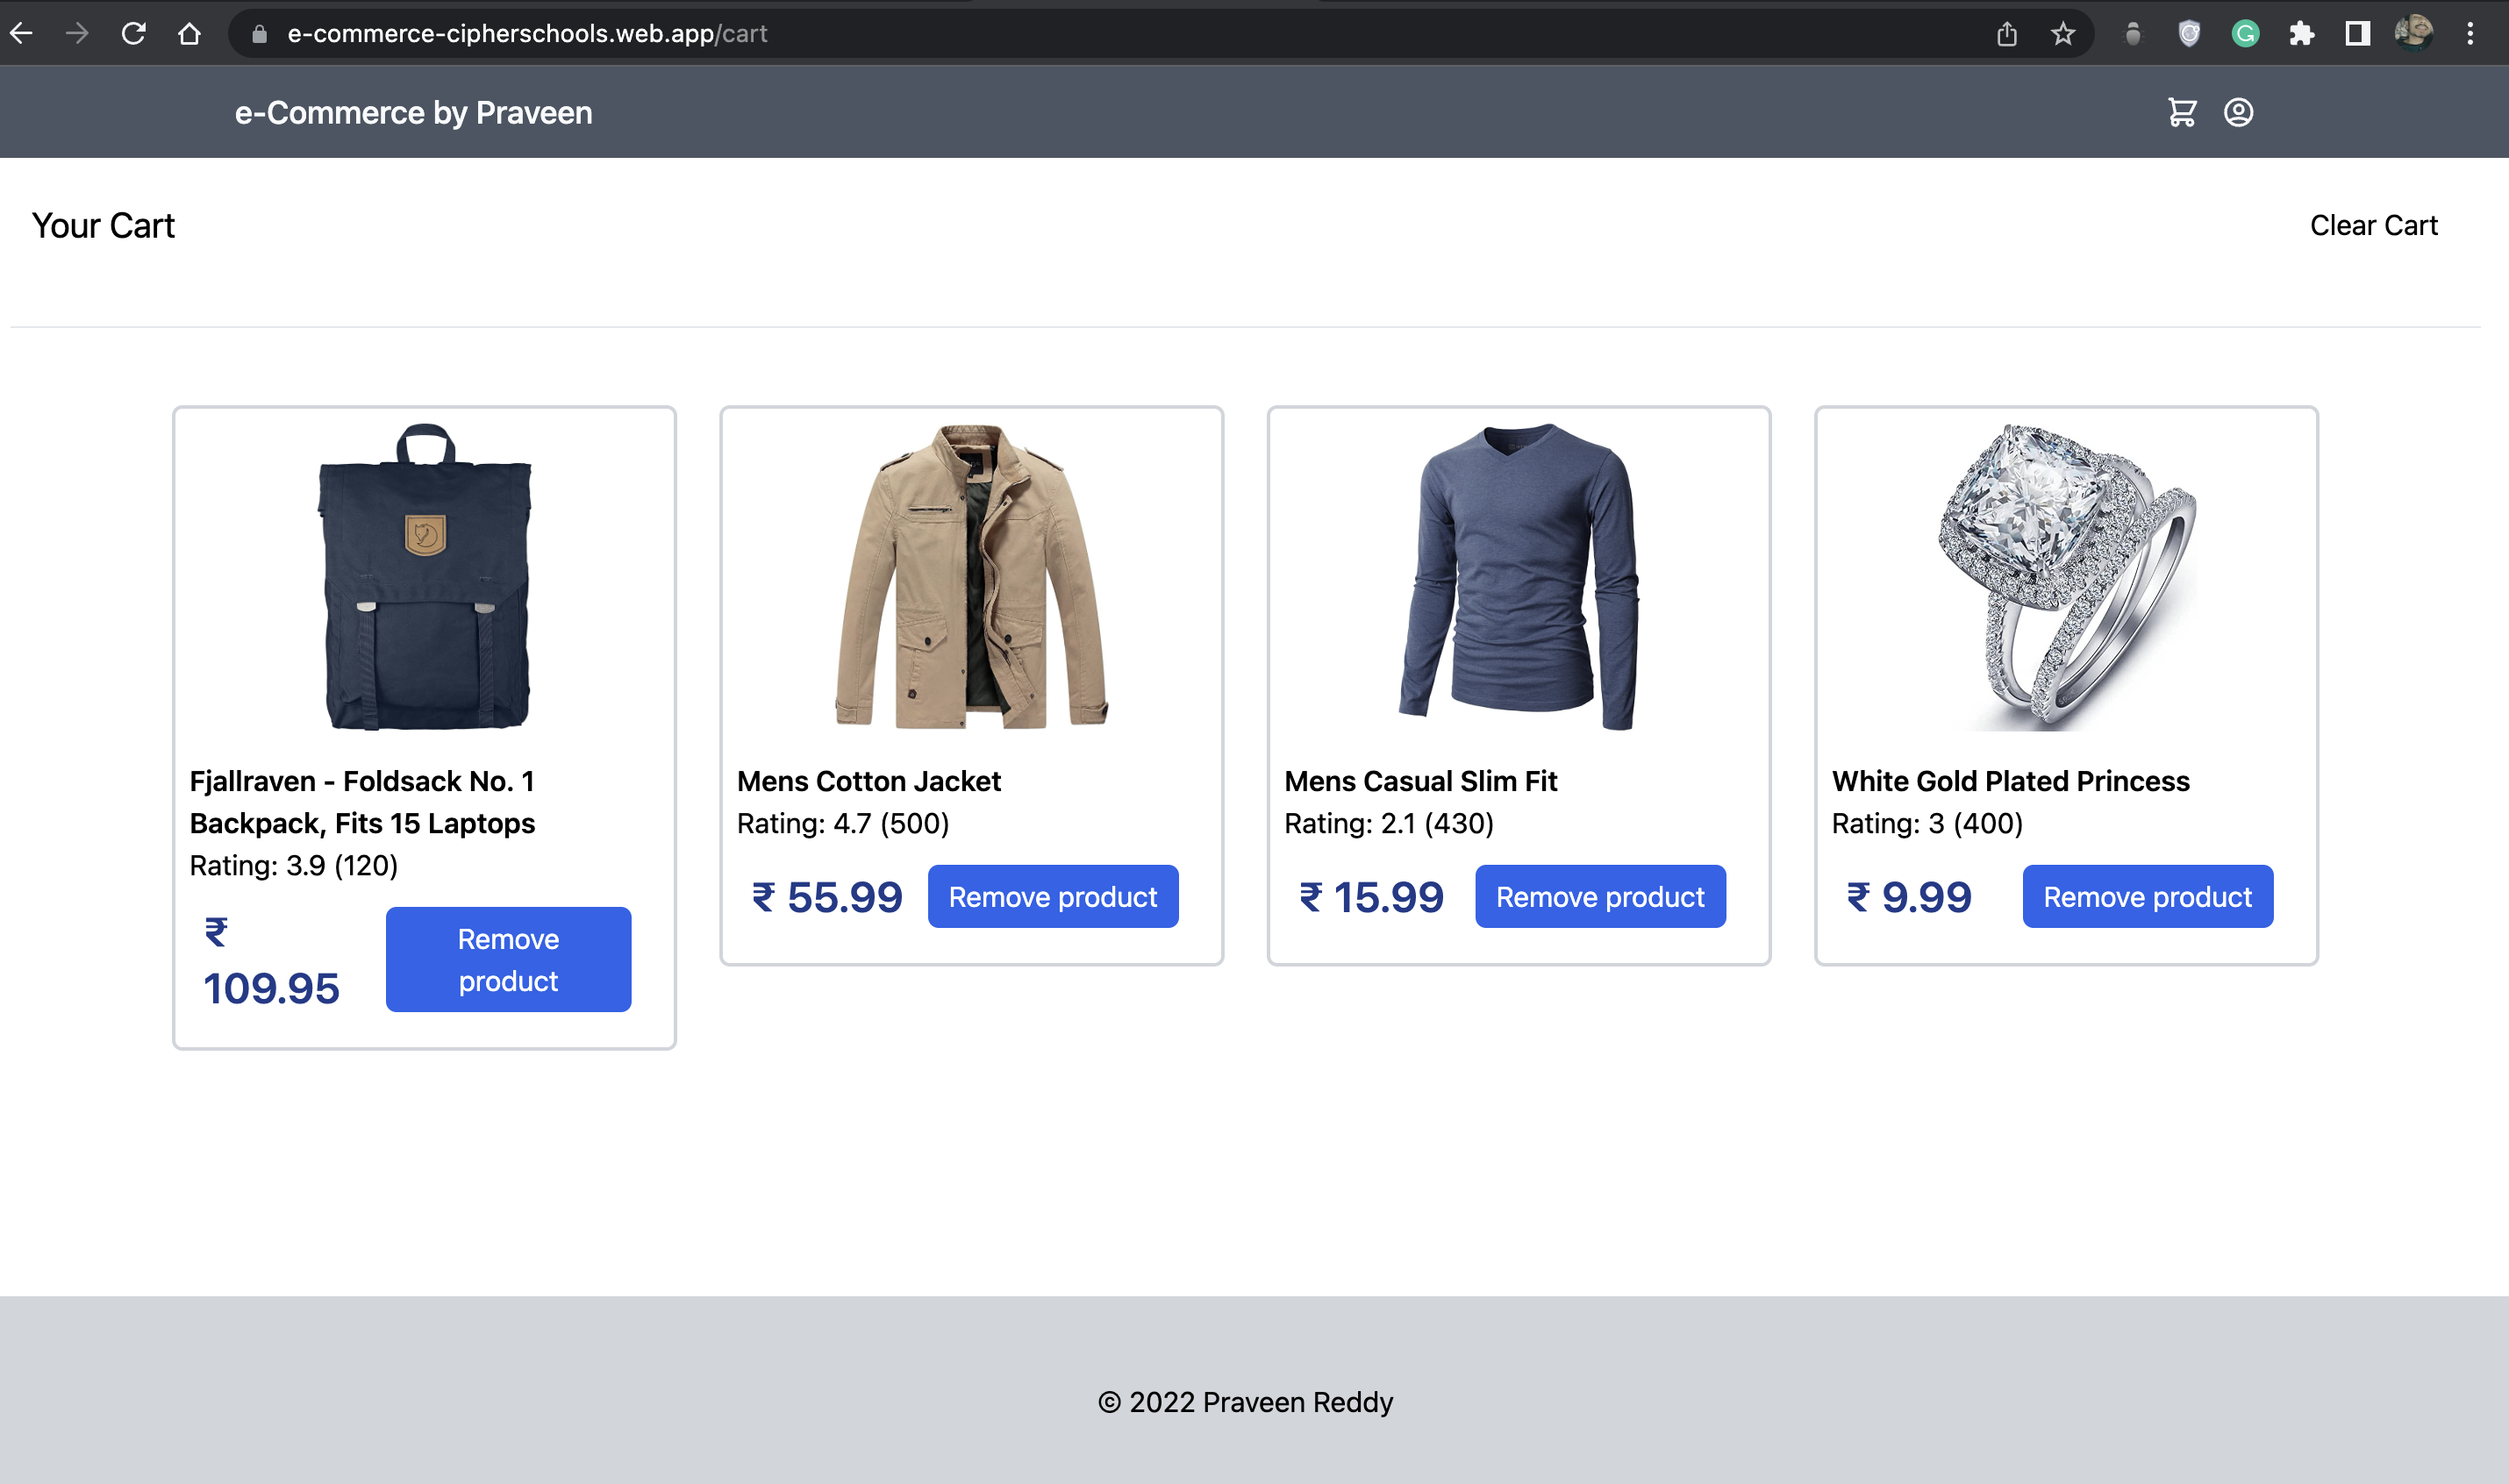 e-commerce-cipherschools.web.app/cart
e-Commerce by Praveen
Your Cart
Clear Cart
Fjallraven - Foldsack No. 1
Backpack, Fits 15 Laptops
Rating: 3.9 (120)
₹
109.95
Remove
product
Mens Cotton Jacket
Rating: 4.7 (500)
₹ 55.99
Remove product
Mens Casual Slim Fit
Rating: 2.1 (430)
₹ 15.99
Remove product
White Gold Plated Princess
Rating: 3 (400)
₹ 9.99
Remove product
© 2022 Praveen Reddy